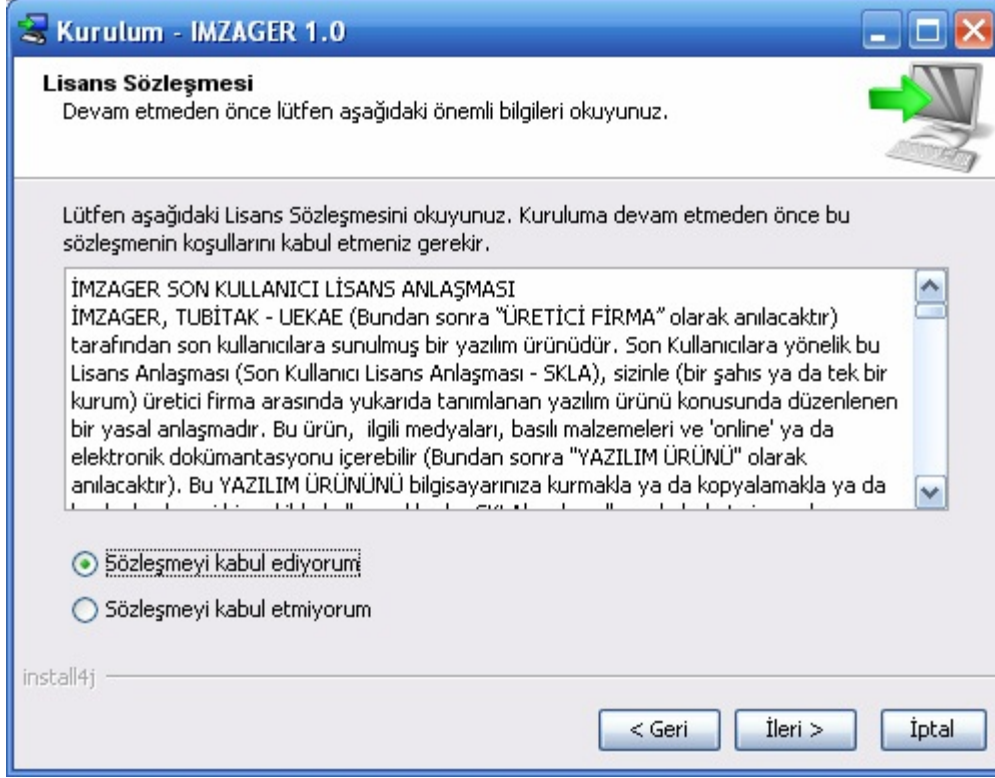 Kurulum - IMZAGER 1.0
Lisans Sözleşmesi
Devam etmeden önce lütfen aşağıdaki önemli bilgileri okuyunuz.
Lütfen aşağıdaki Lisans Sözleşmesini okuyunuz. Kuruluma devam etmeden önce bu
sözleşmenin koşullarını kabul etmeniz gerekir.
İMZAGER SON KULLANICI LİSANS ANLAŞMASI
İMZAGER, TUBİTAK - UEKAE (Bundan sonra “ÜRETİCİ FİRMA” olarak anılacaktır)
tarafından son kullanıcılara sunulmuş bir yazılım ürünüdür. Son Kullanıcılara yönelik bu
Lisans Anlaşması (Son Kullanıcı Lisans Anlaşması - SKLA), sizinle (bir şahıs ya da tek bir
kurum) üretici firma arasında yukarıda tanımlanan yazılım ürünü konusunda düzenlenen
bir yasal anlaşmadır. Bu ürün,  ilgili medyaları, basılı malzemeleri ve 'online' ya da
elektronik dokümantasyonu içerebilir (Bundan sonra "YAZILIM ÜRÜNÜ" olarak
anılacaktır). Bu YAZILIM ÜRÜNÜNÜ bilgisayarınıza kurmakla ya da kopyalamakla ya da
Sözleşmeyi kabul ediyorum
Sözleşmeyi kabul etmiyorum
install4j
< Geri
İleri >
İptal